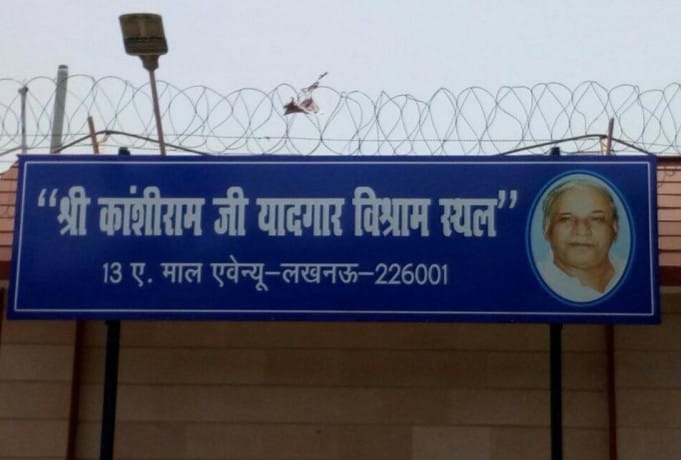 “श्री कांशीराम जी यादगार विश्राम स्थल”
13 ए. माल एवेन्यू–लखनऊ–226001